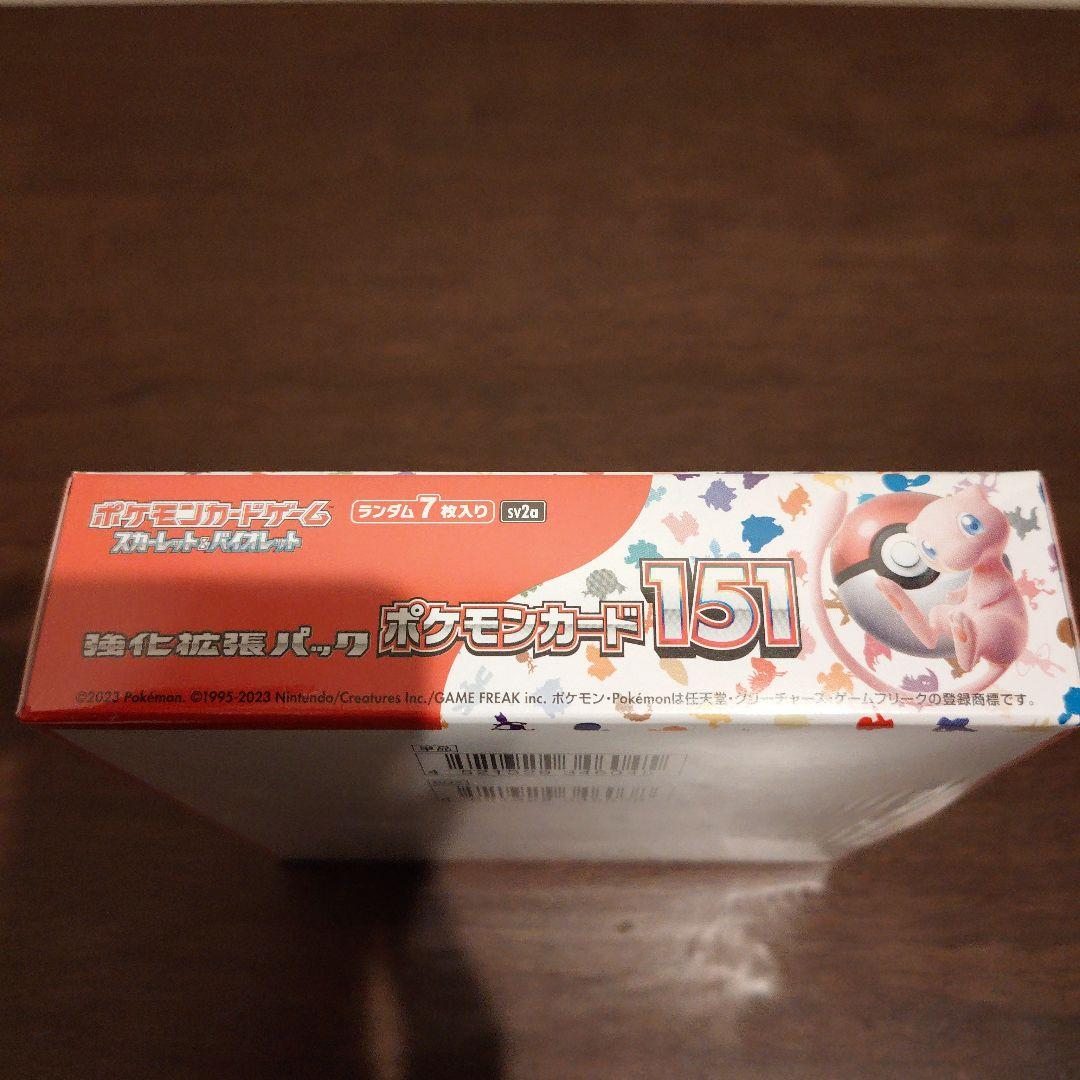 ポケモンカードゲーム
スカーレット&バイオレット
ランダム7枚入り
SV2a
強化拡張パック
ポケモンカード151
©2023 Pokémon. ©1995-2023 Nintendo/Creatures Inc./GAME FREAK inc. ポケモン・Pokémonは任天堂・クリーチャーズ・ゲームフリークの登録商標です。
単品